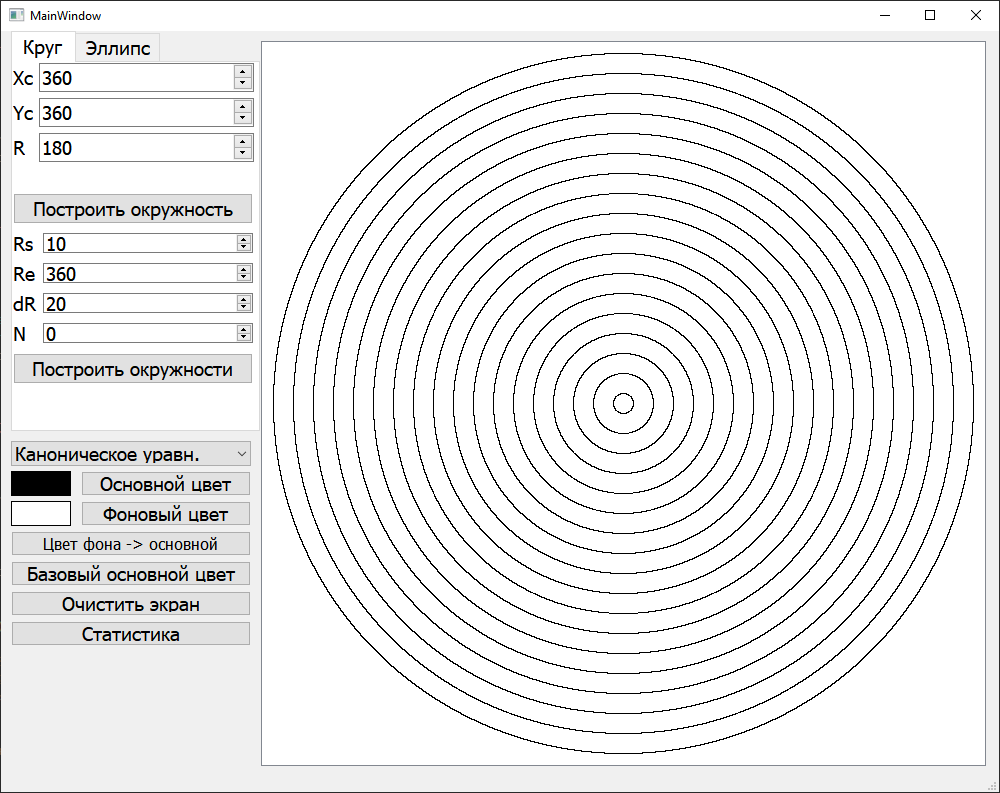 MainWindow
Круг Эллипс
Xc 360
Yc 360
R 180
Построить окружность
Rs 10
Re 360
dR 20
N 0
Построить окружности
Каноническое уравн.
Основной цвет
Фоновый цвет
Цвет фона -> основной
Базовый основной цвет
Очистить экран
Статистика